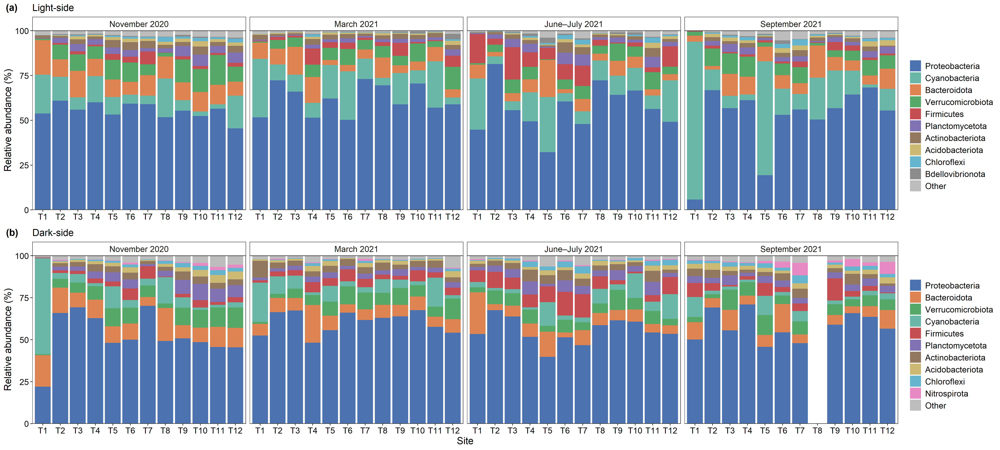 (a) Light-side
November 2020 March 2021 June–July 2021 September 2021
Relative abundance (%)
100
75
50
25
0
T1 T2 T3 T4 T5 T6 T7 T8 T9 T10 T11 T12 T1 T2 T3 T4 T5 T6 T7 T8 T9 T10 T11 T12 T1 T2 T3 T4 T5 T6 T7 T8 T9 T10 T11 T12 T1 T2 T3 T4 T5 T6 T7 T8 T9 T10 T11 T12
Proteobacteria
Cyanobacteria
Bacteroidota
Verrucomicrobiota
Firmicutes
Planctomycetota
Actinobacteriota
Acidobacteriota
Chloroflexi
Bdellovibrionota
Other
(b) Dark-side
November 2020 March 2021 June–July 2021 September 2021
Relative abundance (%)
100
75
50
25
0
T1 T2 T3 T4 T5 T6 T7 T8 T9 T10 T11 T12 T1 T2 T3 T4 T5 T6 T7 T8 T9 T10 T11 T12 T1 T2 T3 T4 T5 T6 T7 T8 T9 T10 T11 T12 T1 T2 T3 T4 T5 T6 T7 T8 T9 T10 T11 T12
Site
Proteobacteria
Bacteroidota
Verrucomicrobiota
Cyanobacteria
Firmicutes
Planctomycetota
Actinobacteriota
Acidobacteriota
Chloroflexi
Nitrospirota
Other